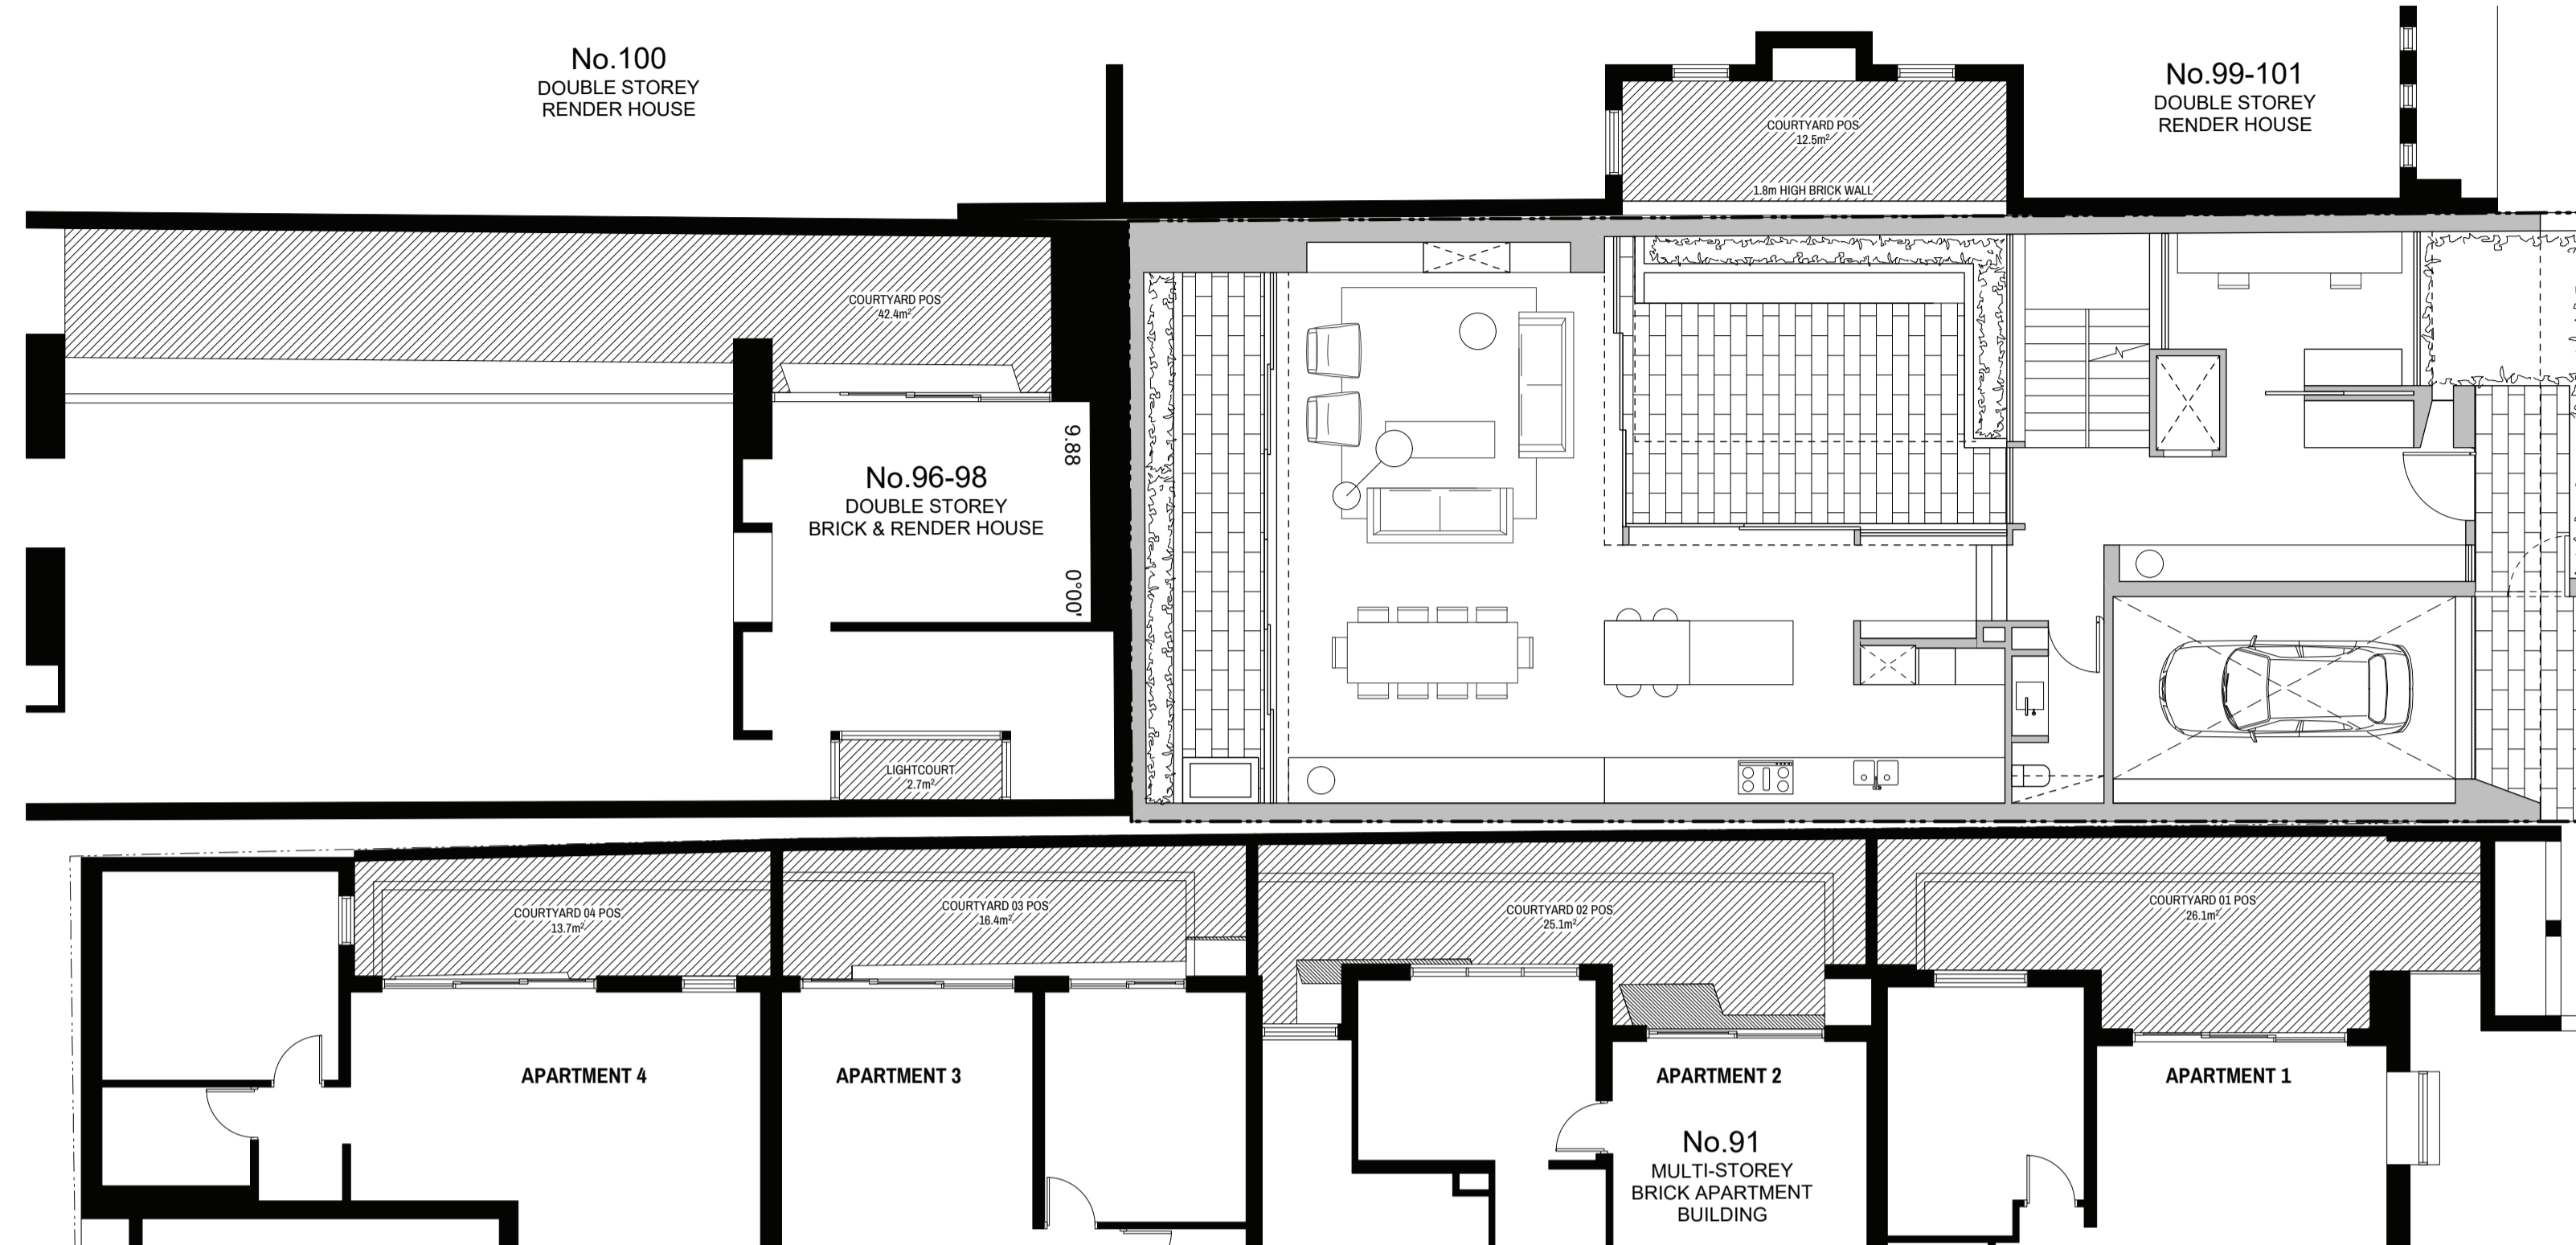 No.100
DOUBLE STOREY
RENDER HOUSE
No.99-101
DOUBLE STOREY
RENDER HOUSE
COURTYARD POS
12.5m²
1.8m HIGH BRICK WALL
COURTYARD POS
42.4m²
9.88
0°00'
No.96-98
DOUBLE STOREY
BRICK & RENDER HOUSE
LIGHTCOURT
2.7m²
COURTYARD 04 POS
13.7m²
COURTYARD 03 POS
16.4m²
COURTYARD 02 POS
25.1m²
COURTYARD 01 POS
26.1m²
APARTMENT 4
APARTMENT 3
APARTMENT 2
APARTMENT 1
No.91
MULTI-STOREY
BRICK APARTMENT
BUILDING